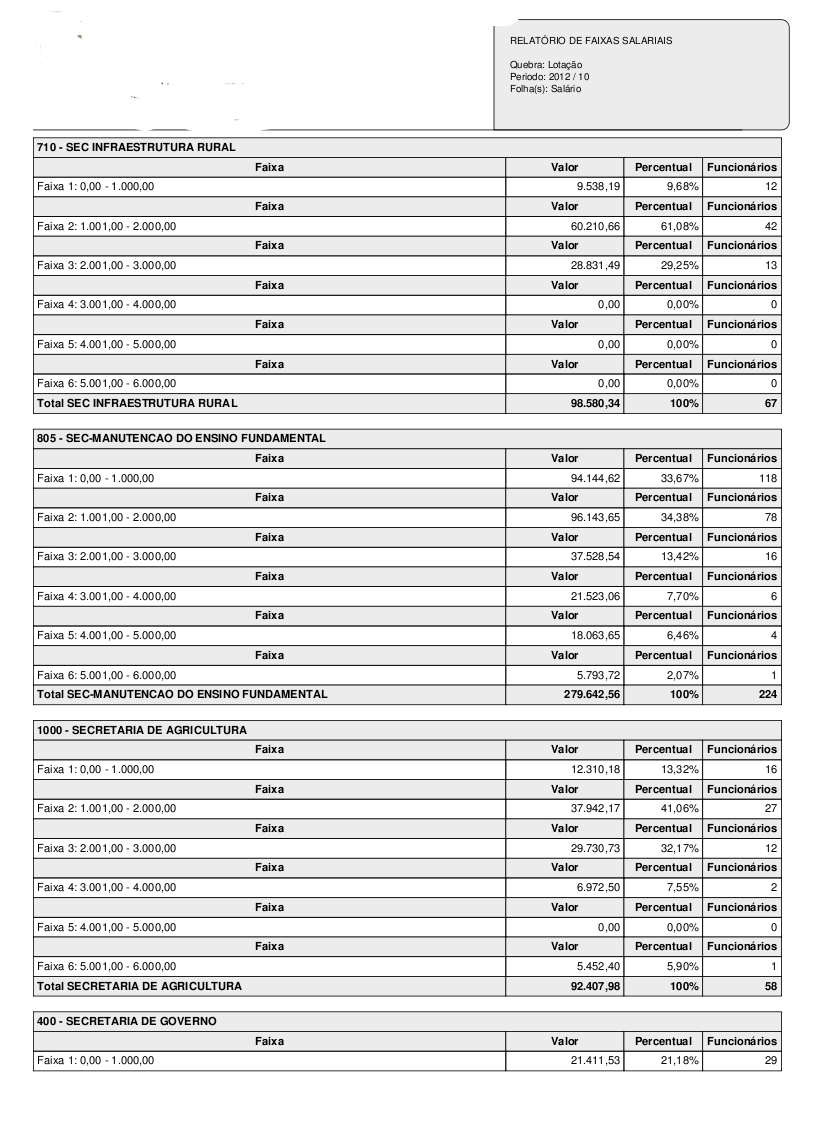 RELATÓRIO DE FAIXAS SALARIAIS
Quebra: Lotação
Periodo: 2012 / 10
Folha(s): Salário
710 - SEC INFRAESTRUTURA RURAL
Faixa Valor Percentual Funcionários
Faixa 1: 0,00 - 1.000,00 9.538,19 9,68% 12
Faixa Valor Percentual Funcionários
Faixa 2: 1.001,00 - 2.000,00 60.210,66 61,08% 42
Faixa Valor Percentual Funcionários
Faixa 3: 2.001,00 - 3.000,00 28.831,49 29,25% 13
Faixa Valor Percentual Funcionários
Faixa 4: 3.001,00 - 4.000,00 0,00 0,00% 0
Faixa Valor Percentual Funcionários
Faixa 5: 4.001,00 - 5.000,00 0,00 0,00% 0
Faixa Valor Percentual Funcionários
Faixa 6: 5.001,00 - 6.000,00 0,00 0,00% 0
Total SEC INFRAESTRUTURA RURAL 98.580,34 100% 67
805 - SEC-MANUTENCAO DO ENSINO FUNDAMENTAL
Faixa Valor Percentual Funcionários
Faixa 1: 0,00 - 1.000,00 94.144,62 33,67% 118
Faixa Valor Percentual Funcionários
Faixa 2: 1.001,00 - 2.000,00 96.143,65 34,38% 78
Faixa Valor Percentual Funcionários
Faixa 3: 2.001,00 - 3.000,00 37.528,54 13,42% 16
Faixa Valor Percentual Funcionários
Faixa 4: 3.001,00 - 4.000,00 21.523,06 7,70% 6
Faixa Valor Percentual Funcionários
Faixa 5: 4.001,00 - 5.000,00 18.063,65 6,46% 4
Faixa Valor Percentual Funcionários
Faixa 6: 5.001,00 - 6.000,00 5.793,72 2,07% 1
Total SEC-MANUTENCAO DO ENSINO FUNDAMENTAL 279.642,56 100% 224
1000 - SECRETARIA DE AGRICULTURA
Faixa Valor Percentual Funcionários
Faixa 1: 0,00 - 1.000,00 12.310,18 13,32% 16
Faixa Valor Percentual Funcionários
Faixa 2: 1.001,00 - 2.000,00 37.942,17 41,06% 27
Faixa Valor Percentual Funcionários
Faixa 3: 2.001,00 - 3.000,00 29.730,73 32,17% 12
Faixa Valor Percentual Funcionários
Faixa 4: 3.001,00 - 4.000,00 6.972,50 7,55% 2
Faixa Valor Percentual Funcionários
Faixa 5: 4.001,00 - 5.000,00 0,00 0,00% 0
Faixa Valor Percentual Funcionários
Faixa 6: 5.001,00 - 6.000,00 5.452,40 5,90% 1
Total SECRETARIA DE AGRICULTURA 92.407,98 100% 58
400 - SECRETARIA DE GOVERNO
Faixa Valor Percentual Funcionários
Faixa 1: 0,00 - 1.000,00 21.411,53 21,18% 29